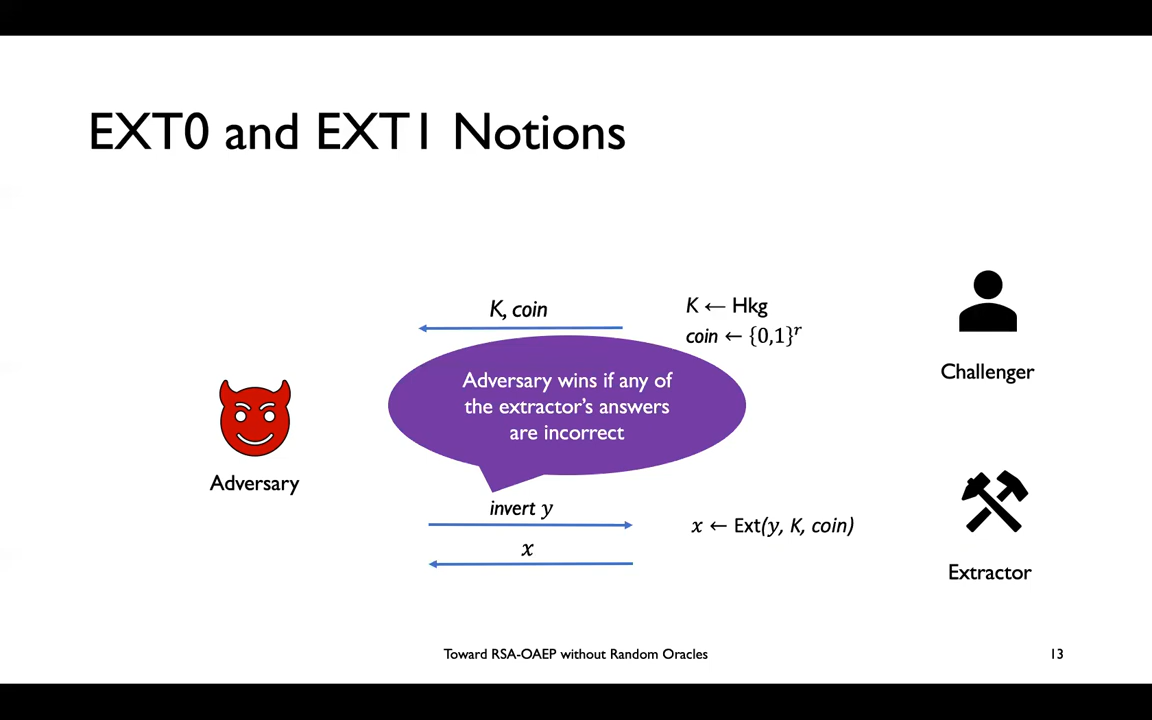 EXT0 and EXT1 Notions
K, coin
K ← Hkg
coin ← {0,1}ʳ
Challenger
Adversary wins if any of
the extractor's answers
are incorrect
Adversary
invert y
x ← Ext(y, K, coin)
x
Extractor
Toward RSA-OAEP without Random Oracles
13